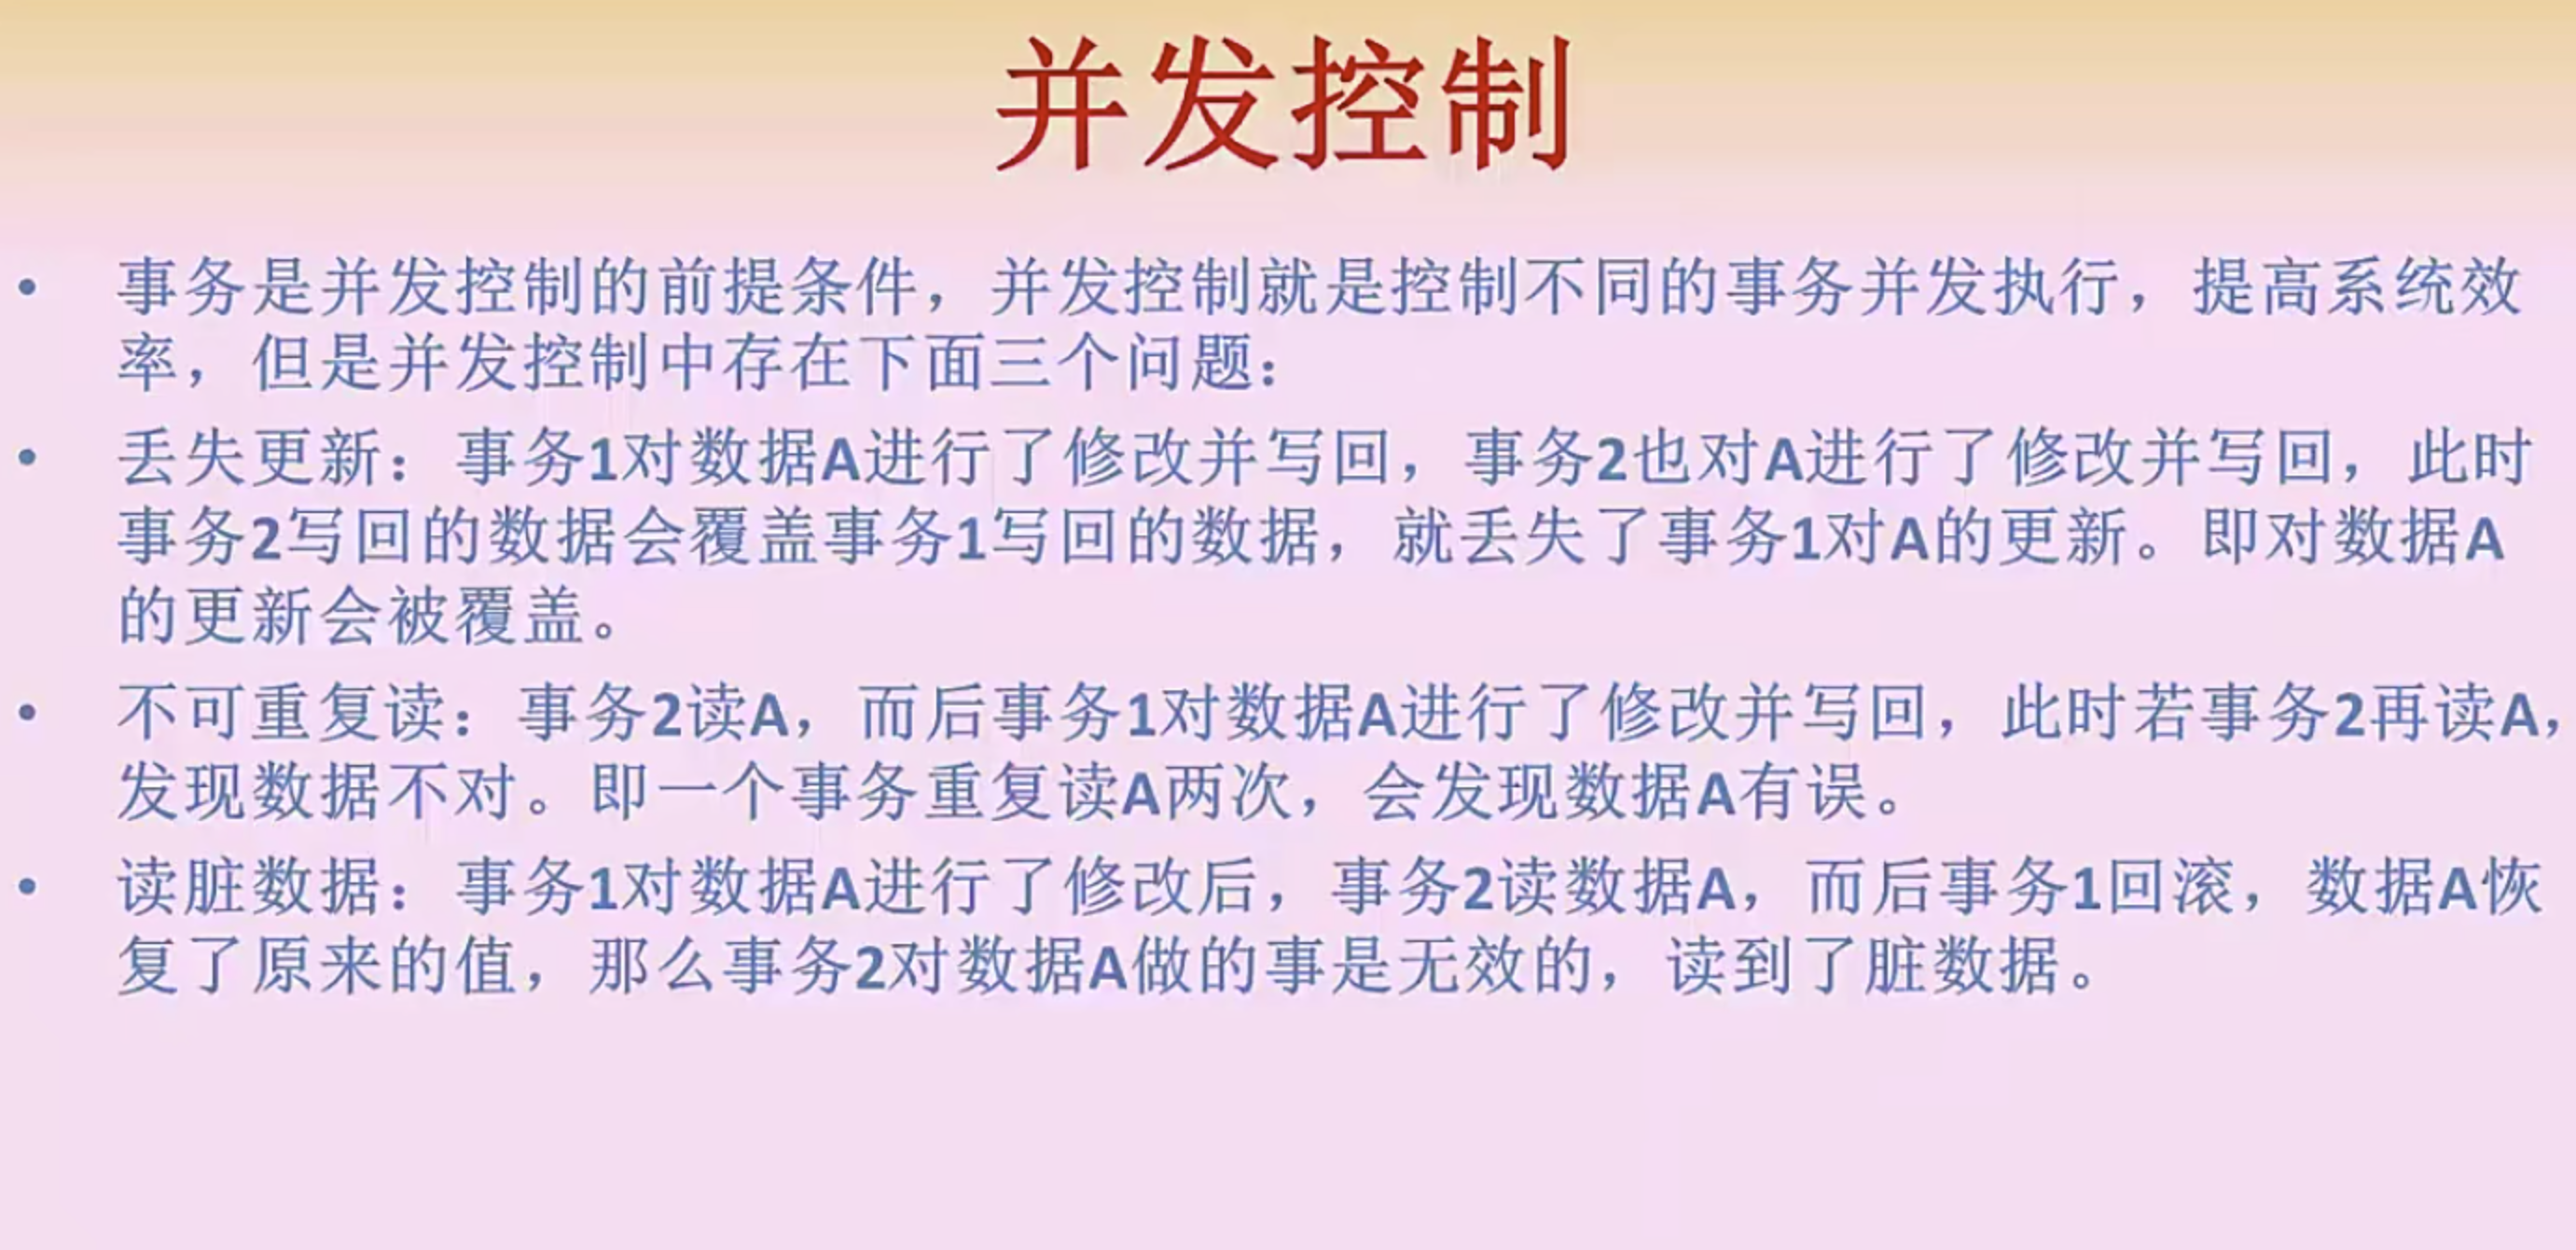 并发控制
• 事务是并发控制的前提条件，并发控制就是控制不同的事务并发执行，提高系统效
率，但是并发控制中存在下面三个问题：
• 丢失更新：事务1对数据A进行了修改并写回，事务2也对A进行了修改并写回，此时
事务2写回的数据会覆盖事务1写回的数据，就丢失了事务1对A的更新。即对数据A
的更新会被覆盖。
• 不可重复读：事务2读A，而后事务1对数据A进行了修改并写回，此时若事务2再读A，
发现数据不对。即一个事务重复读A两次，会发现数据A有误。
• 读脏数据：事务1对数据A进行了修改后，事务2读数据A，而后事务1回滚，数据A恢
复了原来的值，那么事务2对数据A做的事是无效的，读到了脏数据。